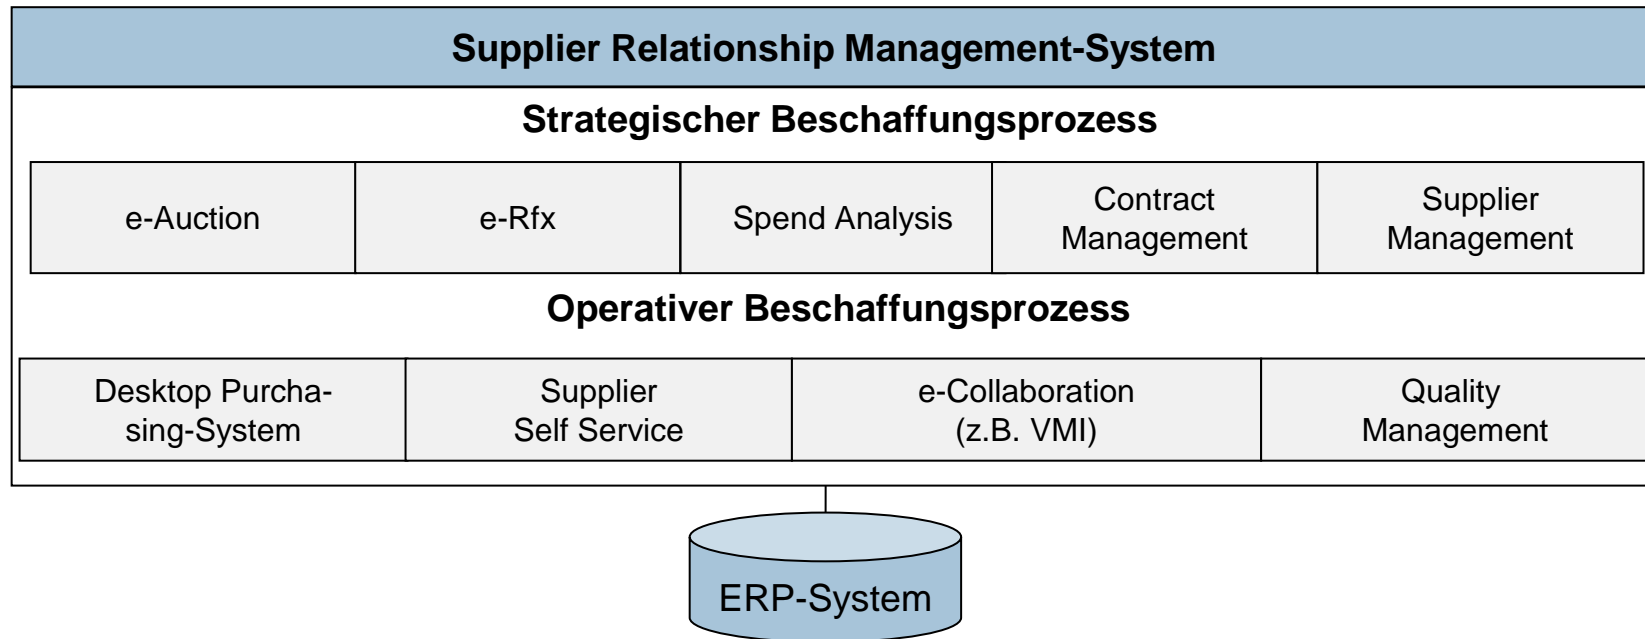 Supplier Relationship Management-System
Strategischer Beschaffungsprozess
e-Auction
e-Rfx
Spend Analysis
Contract
Management
Supplier
Management
Operativer Beschaffungsprozess
Desktop Purcha-
sing-System
Supplier
Self Service
e-Collaboration
(z.B. VMI)
Quality
Management
ERP-System